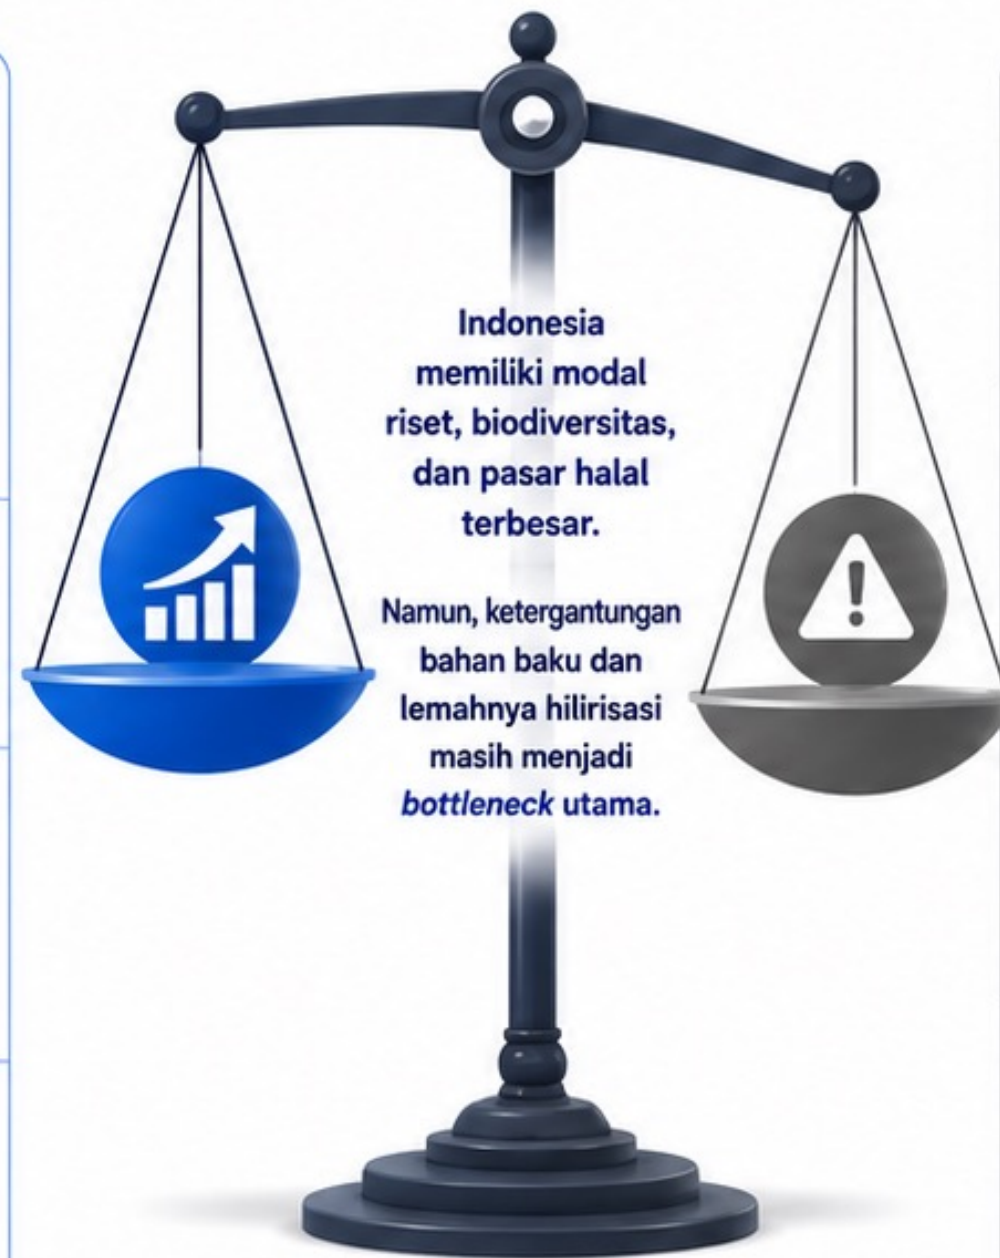 Indonesia
memiliki modal
riset, biodiversitas,
dan pasar halal
terbesar.
Namun, ketergantungan
bahan baku dan
lemahnya hilirisasi
masih menjadi
bottleneck utama.